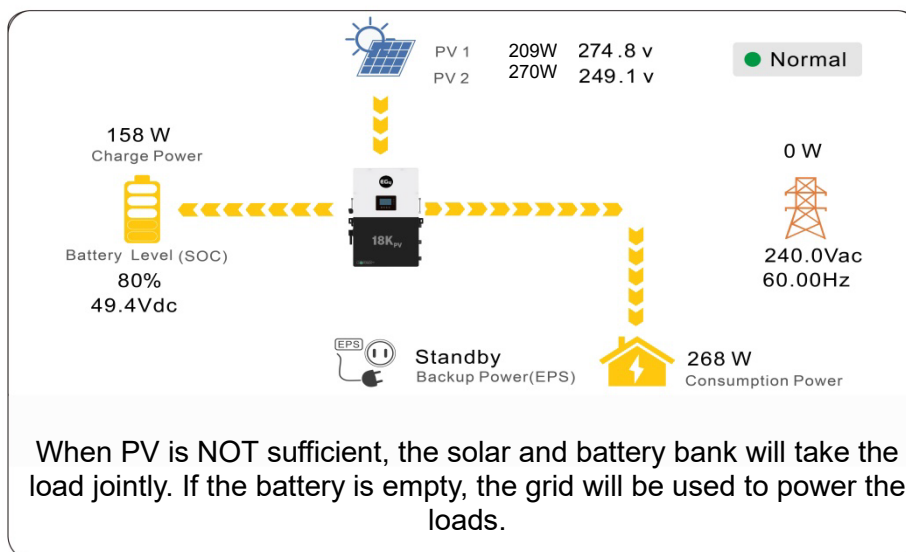 PV 1 209W 274.8 v
PV 2 270W 249.1 v
Normal
158 W
Charge Power
0 W
18K PV
Battery Level (SOC)
80%
49.4Vdc
240.0Vac
60.00Hz
EPS
Standby
Backup Power(EPS)
268 W
Consumption Power
When PV is NOT sufficient, the solar and battery bank will take the
load jointly. If the battery is empty, the grid will be used to power the
loads.